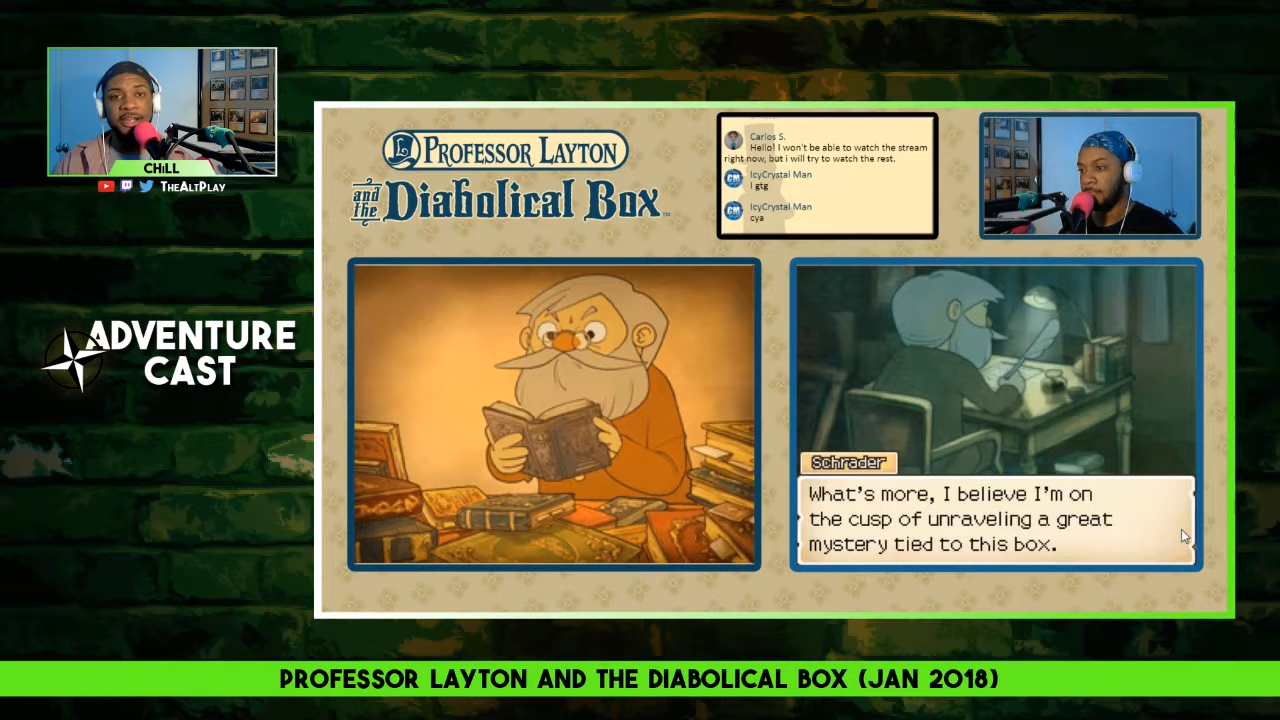 CHiLL
THEALTPLAY
ADVENTURE
CAST
PROFESSOR LAYTON
and the Diabolical Box™
Carlos S.
Hello! I won't be able to watch the stream
right now, but i will try to watch the rest.
IcyCrystal Man
I gtg
IcyCrystal Man
cya
Schrader
What's more, I believe I'm on
the cusp of unraveling a great
mystery tied to this box.
PROFESSOR LAYTON AND THE DIABOLICAL BOX (JAN 2018)